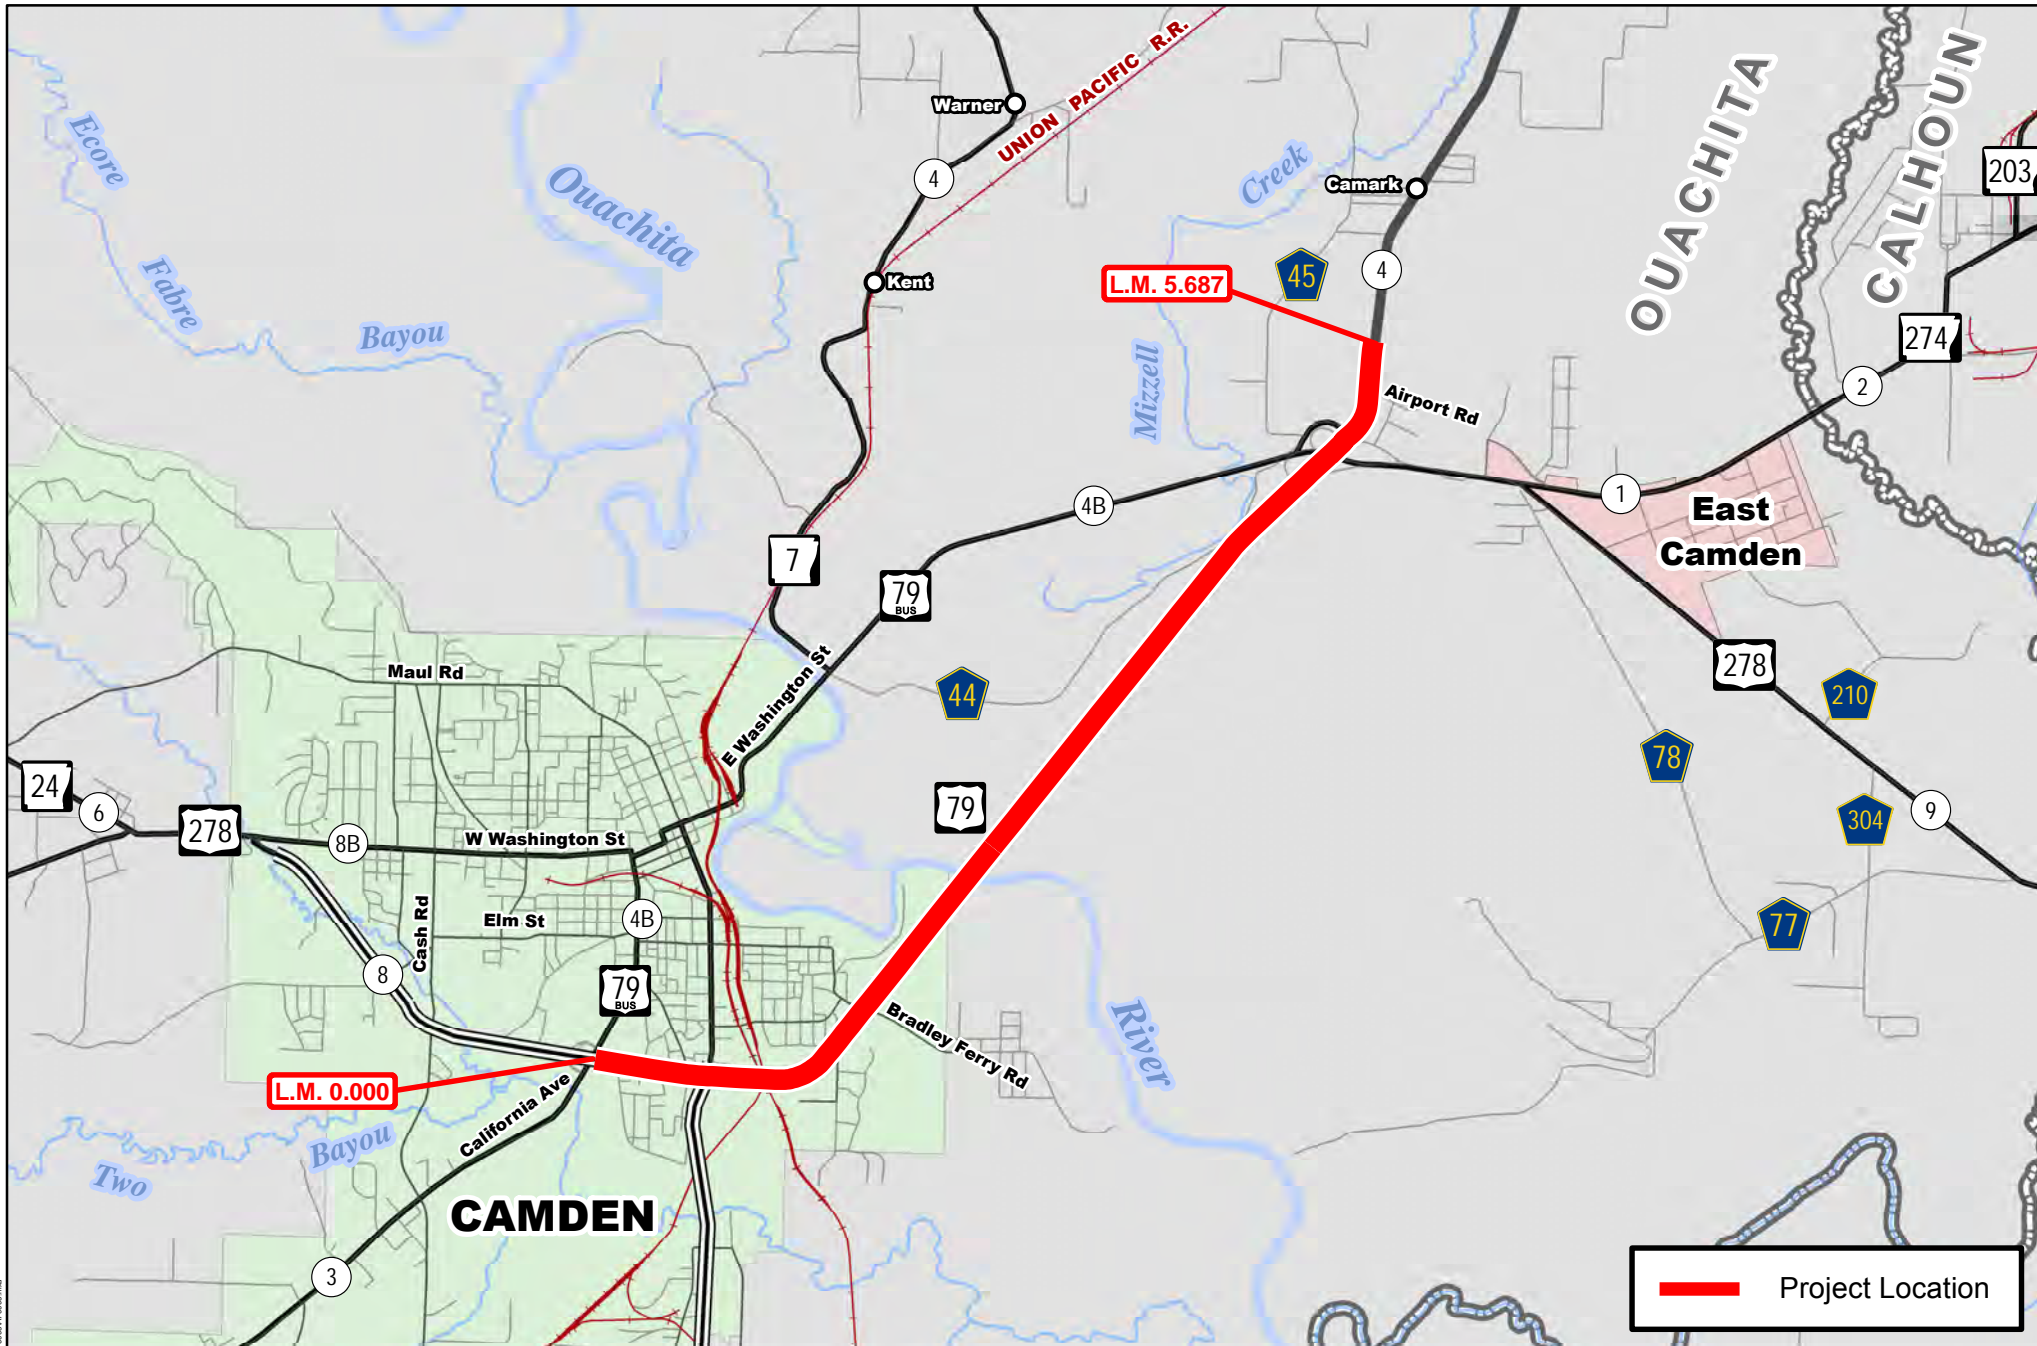 UNION PACIFIC R.R.
Warner
4
Ecore
Fabre
Bayou
Ouachita
Kent
Creek
Camark
4
45
L.M. 5.687
Mizzell
OUACHITA
CALHOUN
203
274
2
Airport Rd
1
East
Camden
4B
7
79
BUS
278
210
78
304
9
77
Maul Rd
E Washington St
44
79
24
6
278
8B
W Washington St
Elm St
4B
Cash Rd
8
79
BUS
Bradley Ferry Rd
River
L.M. 0.000
California Ave
Bayou
Two
CAMDEN
3
Project Location